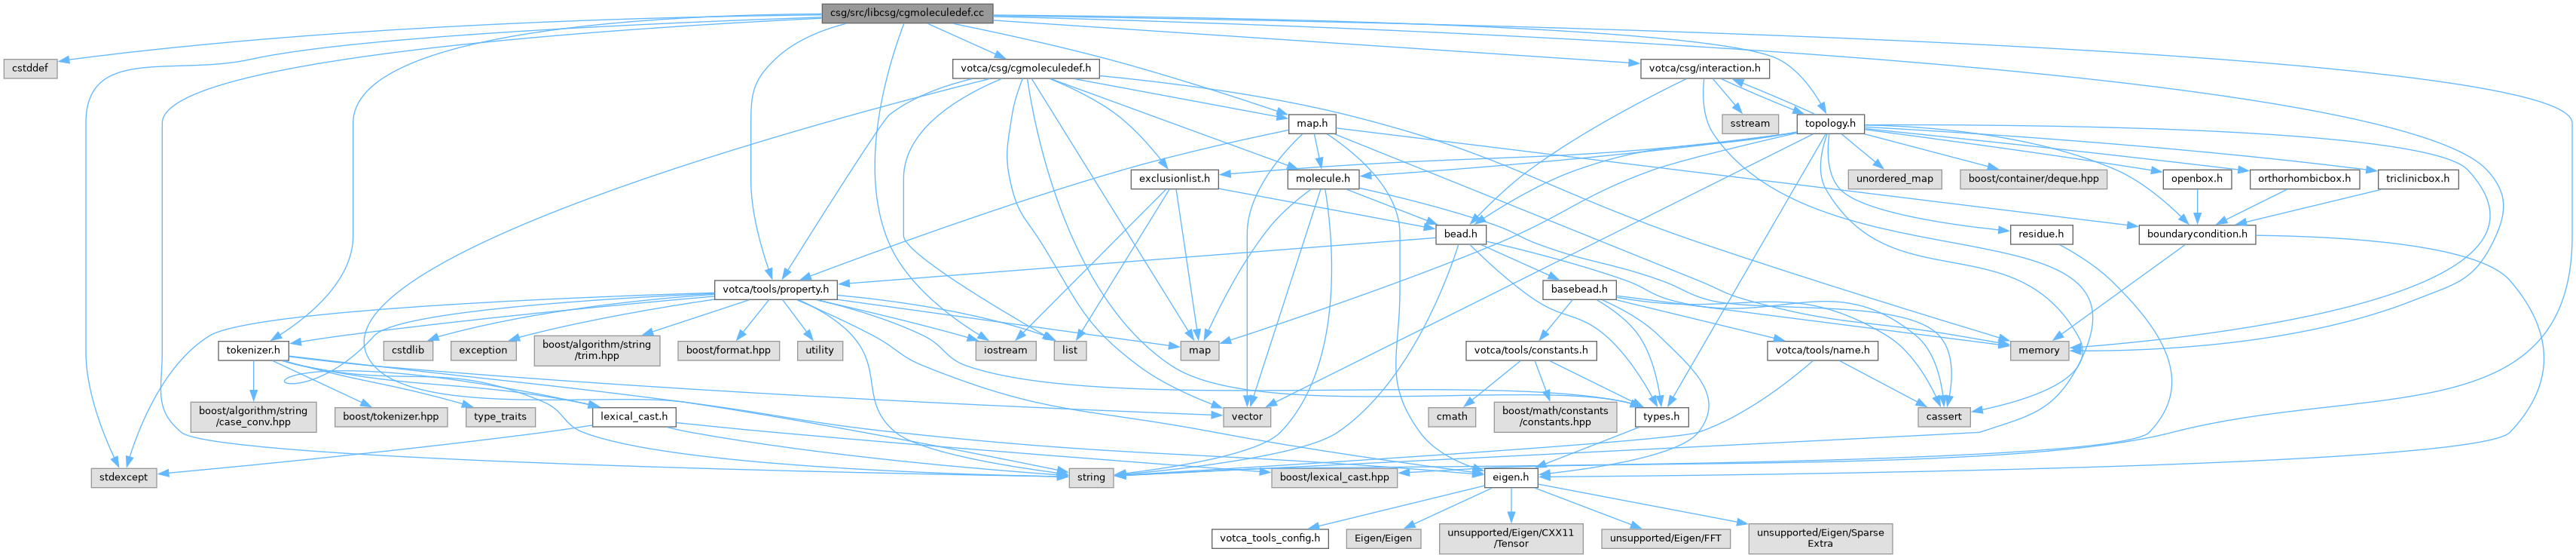 csg/src/libcsg/cgmoleculedef.cc
cstddef
votca/csg/cgmoleculedef.h
votca/csg/interaction.h
map.h
sstream
topology.h
exclusionlist.h
molecule.h
unordered_map
boost/container/deque.hpp
openbox.h
orthorhombicbox.h
triclinicbox.h
bead.h
residue.h
boundarycondition.h
votca/tools/property.h
basebead.h
tokenizer.h
cstdlib
exception
boost/algorithm/string
/trim.hpp
boost/format.hpp
utility
iostream
list
map
votca/tools/constants.h
votca/tools/name.h
memory
boost/algorithm/string
/case_conv.hpp
boost/tokenizer.hpp
type_traits
lexical_cast.h
vector
cmath
boost/math/constants
/constants.hpp
types.h
cassert
stdexcept
string
boost/lexical_cast.hpp
eigen.h
votca_tools_config.h
Eigen/Eigen
unsupported/Eigen/CXX11
/Tensor
unsupported/Eigen/FFT
unsupported/Eigen/Sparse
Extra